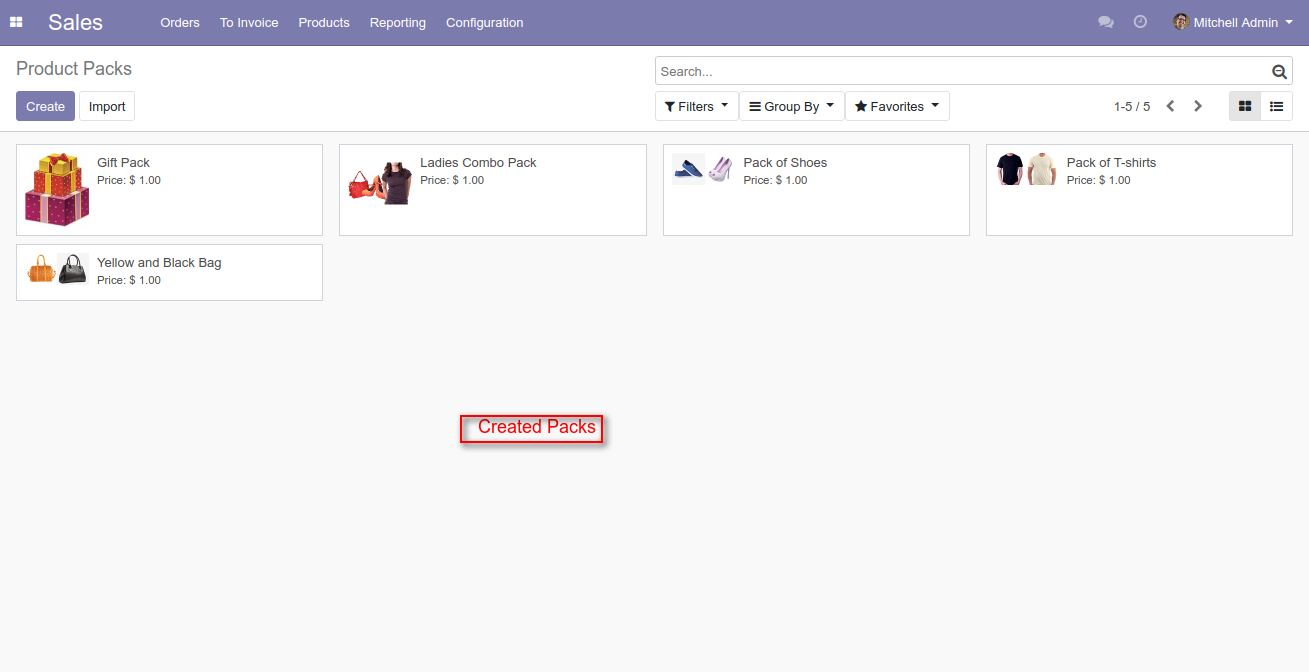 Sales Orders To Invoice Products Reporting Configuration Mitchell Admin
Product Packs
Search...
Create Import Filters Group By Favorites 1-5 / 5
Gift Pack
Price: $ 1.00
Ladies Combo Pack
Price: $ 1.00
Pack of Shoes
Price: $ 1.00
Pack of T-shirts
Price: $ 1.00
Yellow and Black Bag
Price: $ 1.00
Created Packs